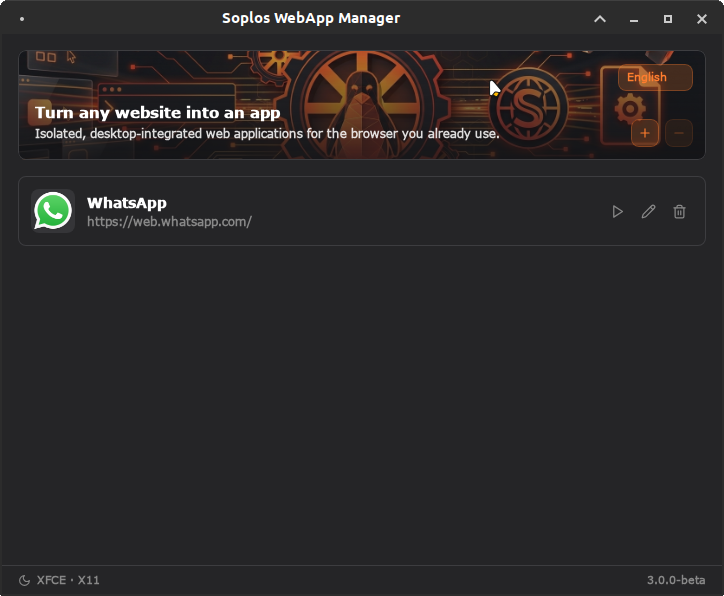 Soplos WebApp Manager
English
Turn any website into an app
Isolated, desktop-integrated web applications for the browser you already use.
WhatsApp
https://web.whatsapp.com/
XFCE · X11
3.0.0-beta